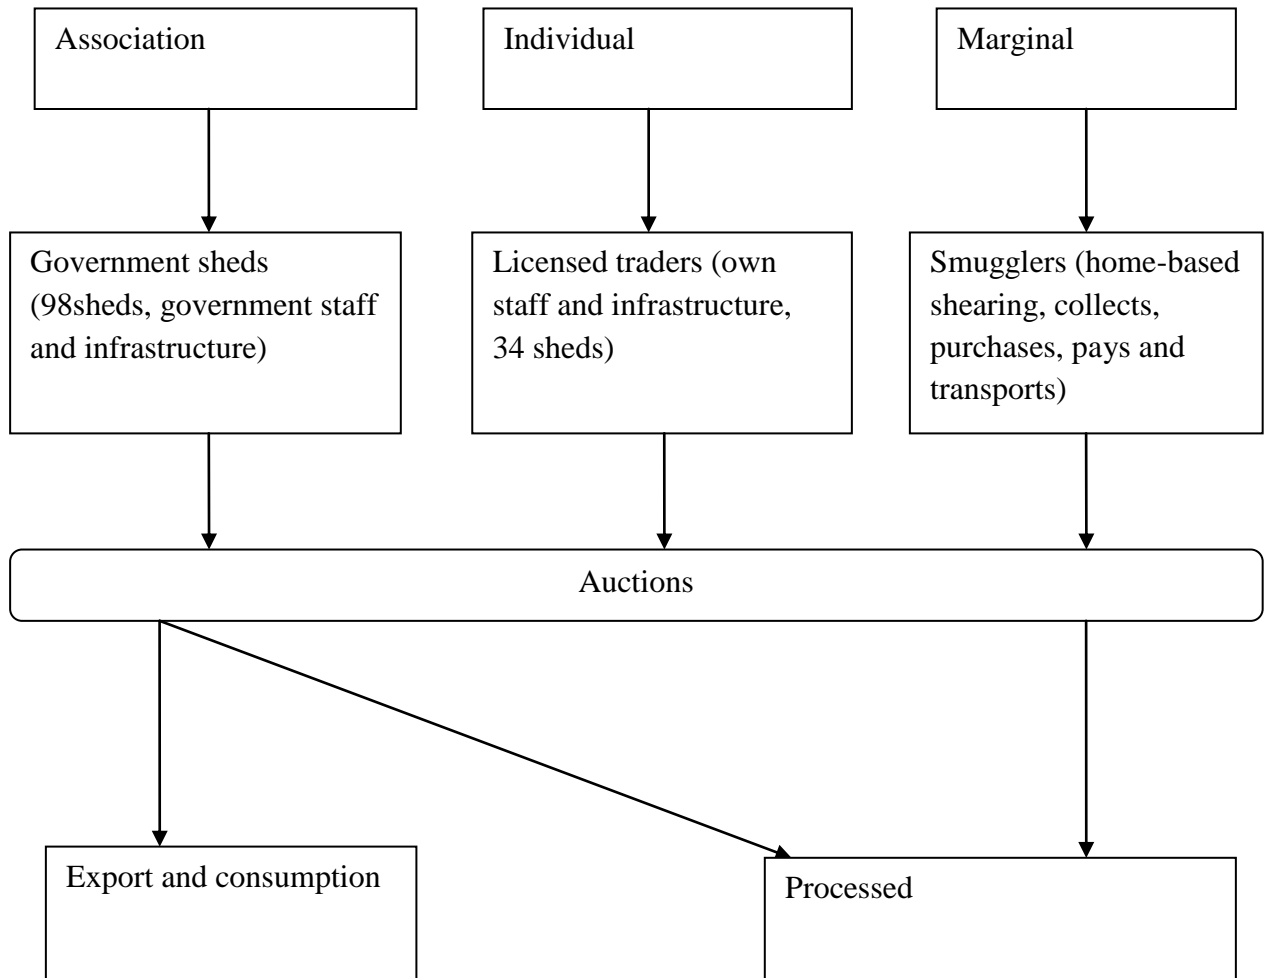 Association
Individual
Marginal
Government sheds
(98sheds, government staff
and infrastructure)
Licensed traders (own
staff and infrastructure,
34 sheds)
Smugglers (home-based
shearing, collects,
purchases, pays and
transports)
Auctions
Export and consumption
Processed